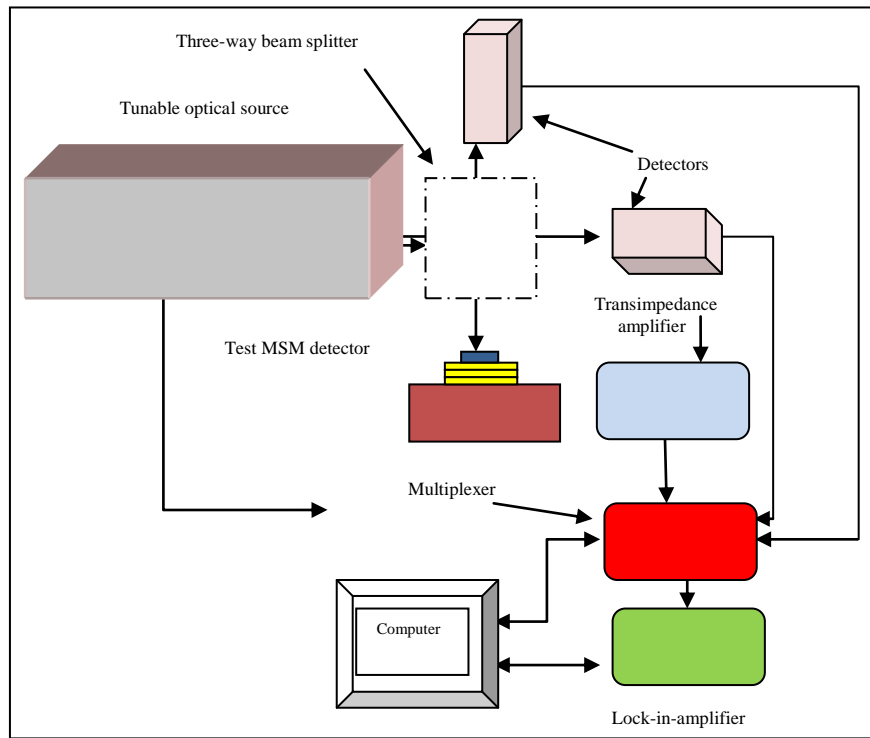 Three-way beam splitter
Tunable optical source
Detectors
Transimpedance
amplifier
Test MSM detector
Multiplexer
Computer
Lock-in-amplifier